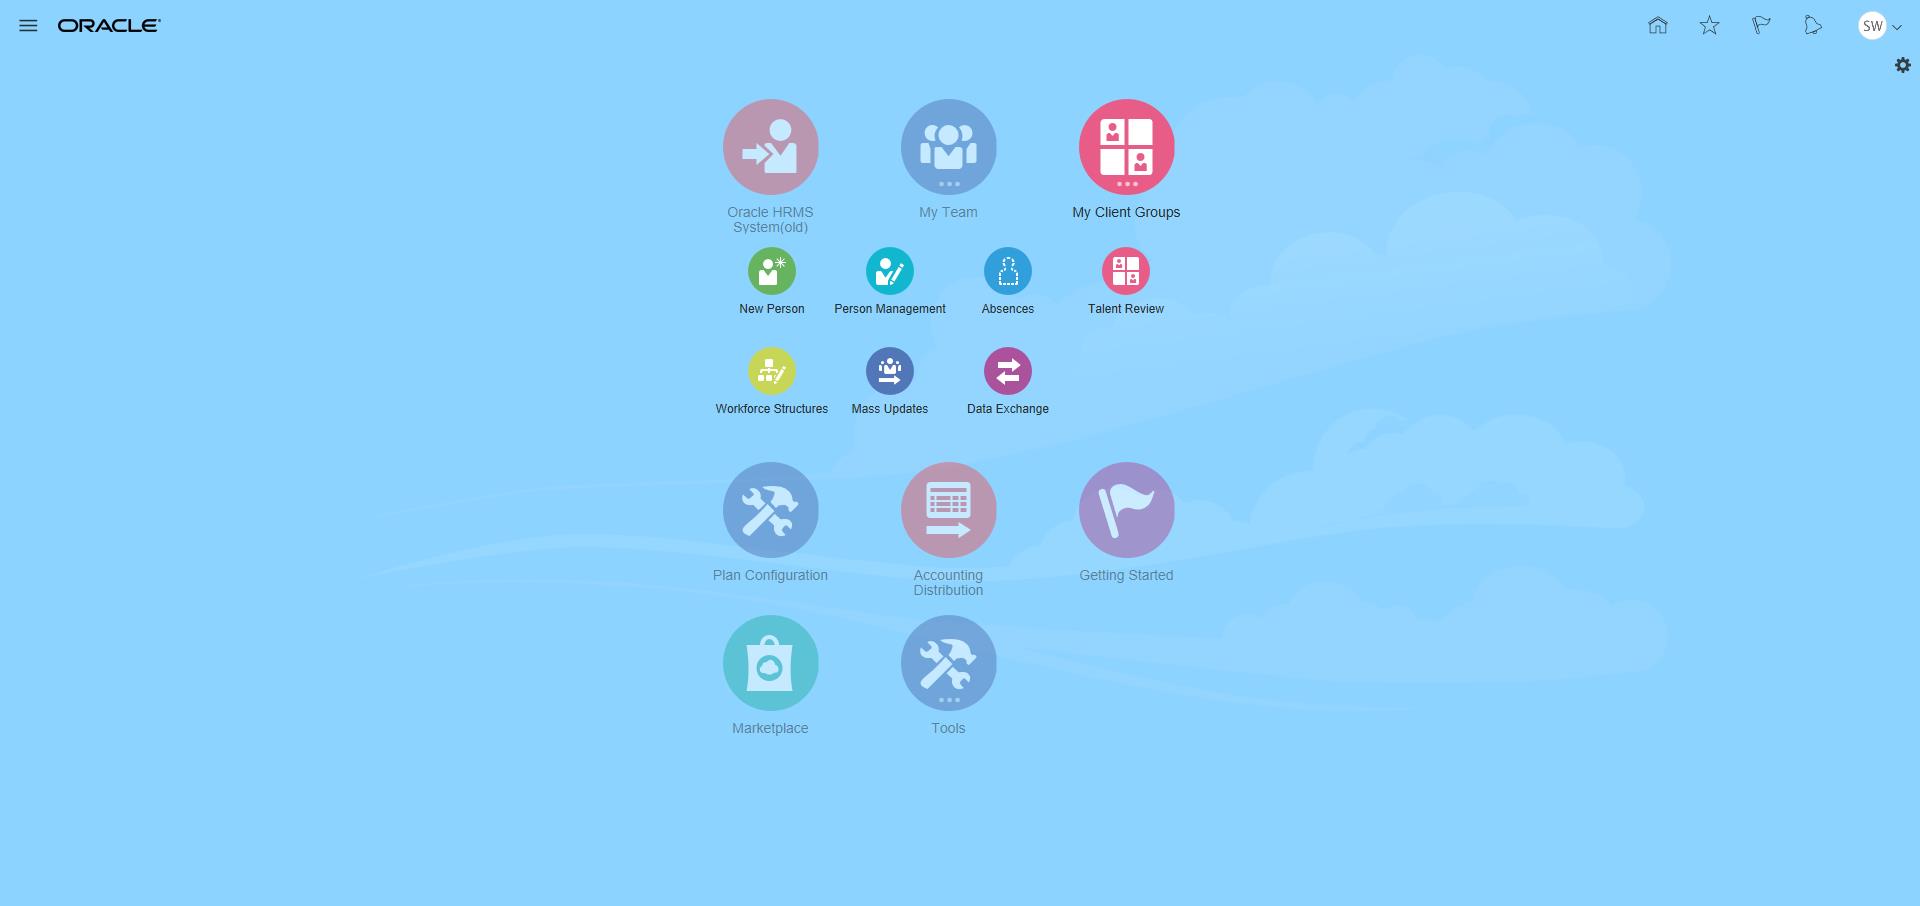 ORACLE
SW
Oracle HRMS
System(old)
My Team
My Client Groups
New Person
Person Management
Absences
Talent Review
Workforce Structures
Mass Updates
Data Exchange
Plan Configuration
Accounting
Distribution
Getting Started
Marketplace
Tools